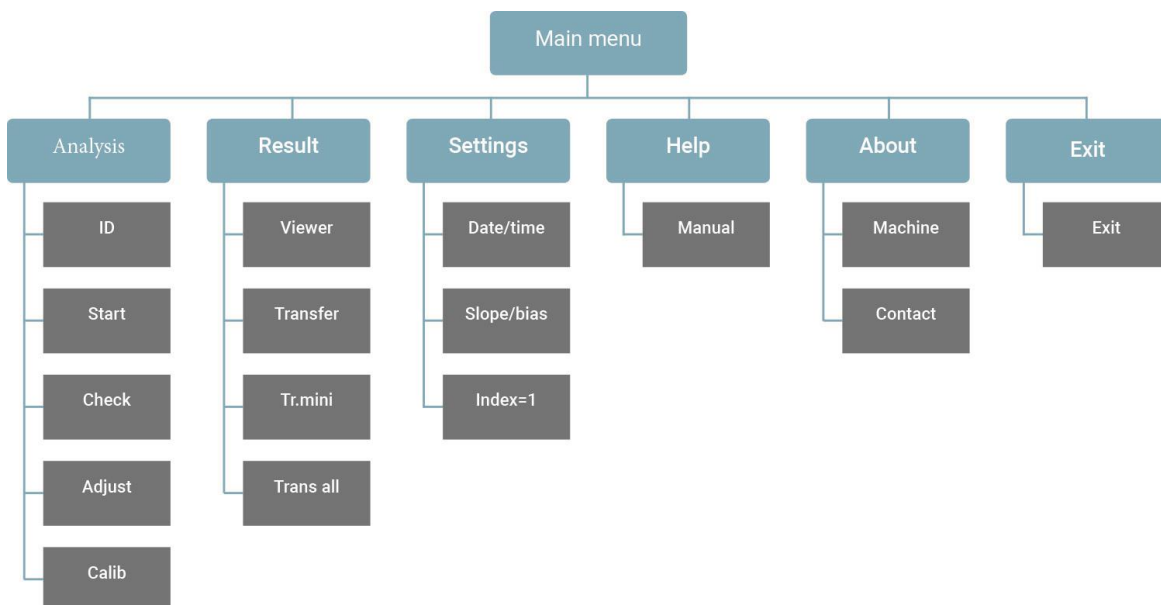 Main menu
Analysis
Result
Settings
Help
About
Exit
ID
Viewer
Date/time
Manual
Machine
Exit
Start
Transfer
Slope/bias
Contact
Check
Tr.mini
Index=1
Adjust
Trans all
Calib